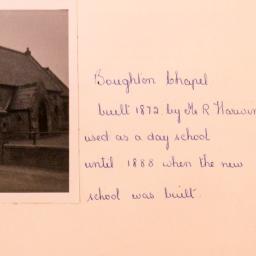 Boughton Chapel
built 1872 by Mr R Harwin
used as a day school
until 1888 when the new
school was built.